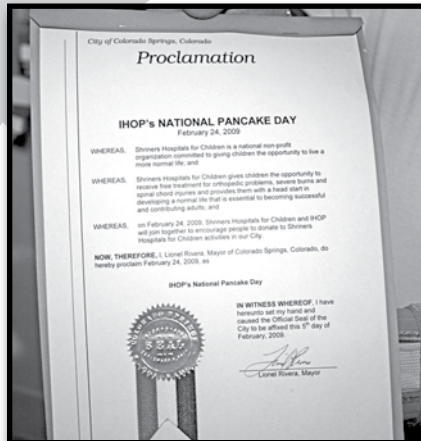 City of Colorado Springs, Colorado
Proclamation
IHOP's NATIONAL PANCAKE DAY
February 24, 2009
WHEREAS, Shriners Hospitals for Children is a national non-profit
organization committed to giving children the opportunity to live a
more normal life; and
WHEREAS, Shriners Hospitals for Children gives children the opportunity to
receive free treatment for orthopedic problems, severe burns and
spinal chord injuries and provides them with a head start in
developing a normal life that is essential to becoming successful
and contributing adults; and
WHEREAS, on February 24, 2009, Shriners Hospitals for Children and IHOP
will join together to encourage people to donate to Shriners
Hospitals for Children activities in our City.
NOW, THEREFORE, I, Lionel Rivera, Mayor of Colorado Springs, Colorado, do
hereby proclaim February 24, 2009, as
IHOP's National Pancake Day
IN WITNESS WHEREOF, I have
hereunto set my hand and
caused the Official Seal of the
City to be affixed this 5th day of
February, 2009.
SEAL
Lionel Rivera, Mayor